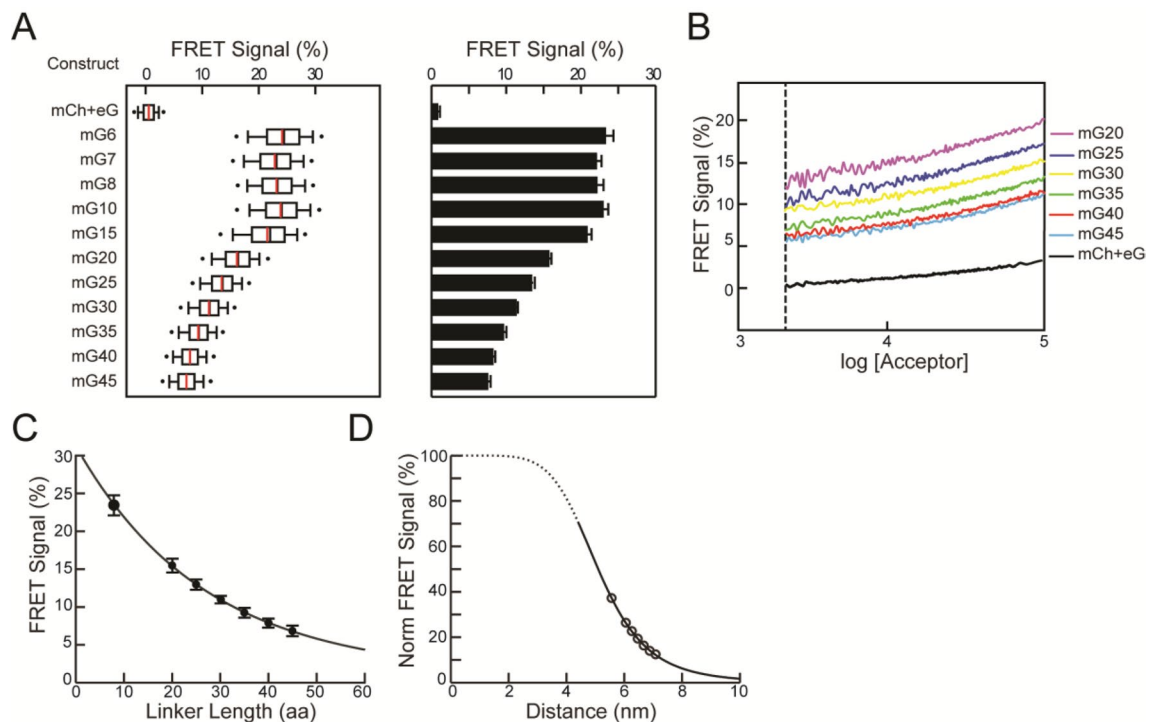 A
B
FRET Signal (%)
FRET Signal (%)
Construct
0 10 20 30
0 10 20 30
mCh+eG
mG6
mG7
mG8
mG10
mG15
mG20
mG25
mG30
mG35
mG40
mG45
FRET Signal (%)
20
15
10
5
0
3 4 5
log [Acceptor]
mG20
mG25
mG30
mG35
mG40
mG45
mCh+eG
C
D
FRET Signal (%)
30
25
20
15
10
5
0 10 20 30 40 50 60
Linker Length (aa)
Norm FRET Signal (%)
100
80
60
40
20
0 2 4 6 8 10
Distance (nm)